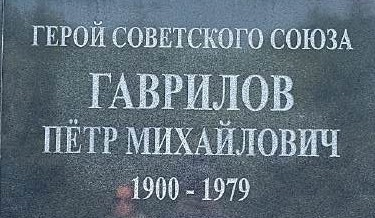 ГЕРОЙ СОВЕТСКОГО СОЮЗА
ГАВРИЛОВ
ПЁТР МИХАЙЛОВИЧ
1900 - 1979